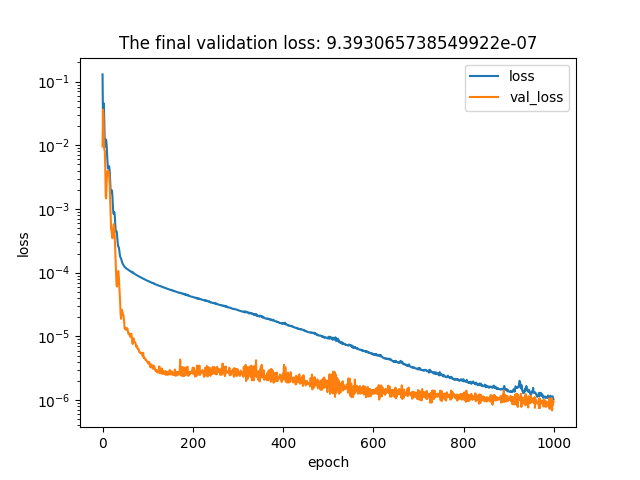 The final validation loss: 9.393065738549922e-07
loss
val_loss
10⁻¹
10⁻²
10⁻³
10⁻⁴
10⁻⁵
10⁻⁶
loss
0 200 400 600 800 1000
epoch